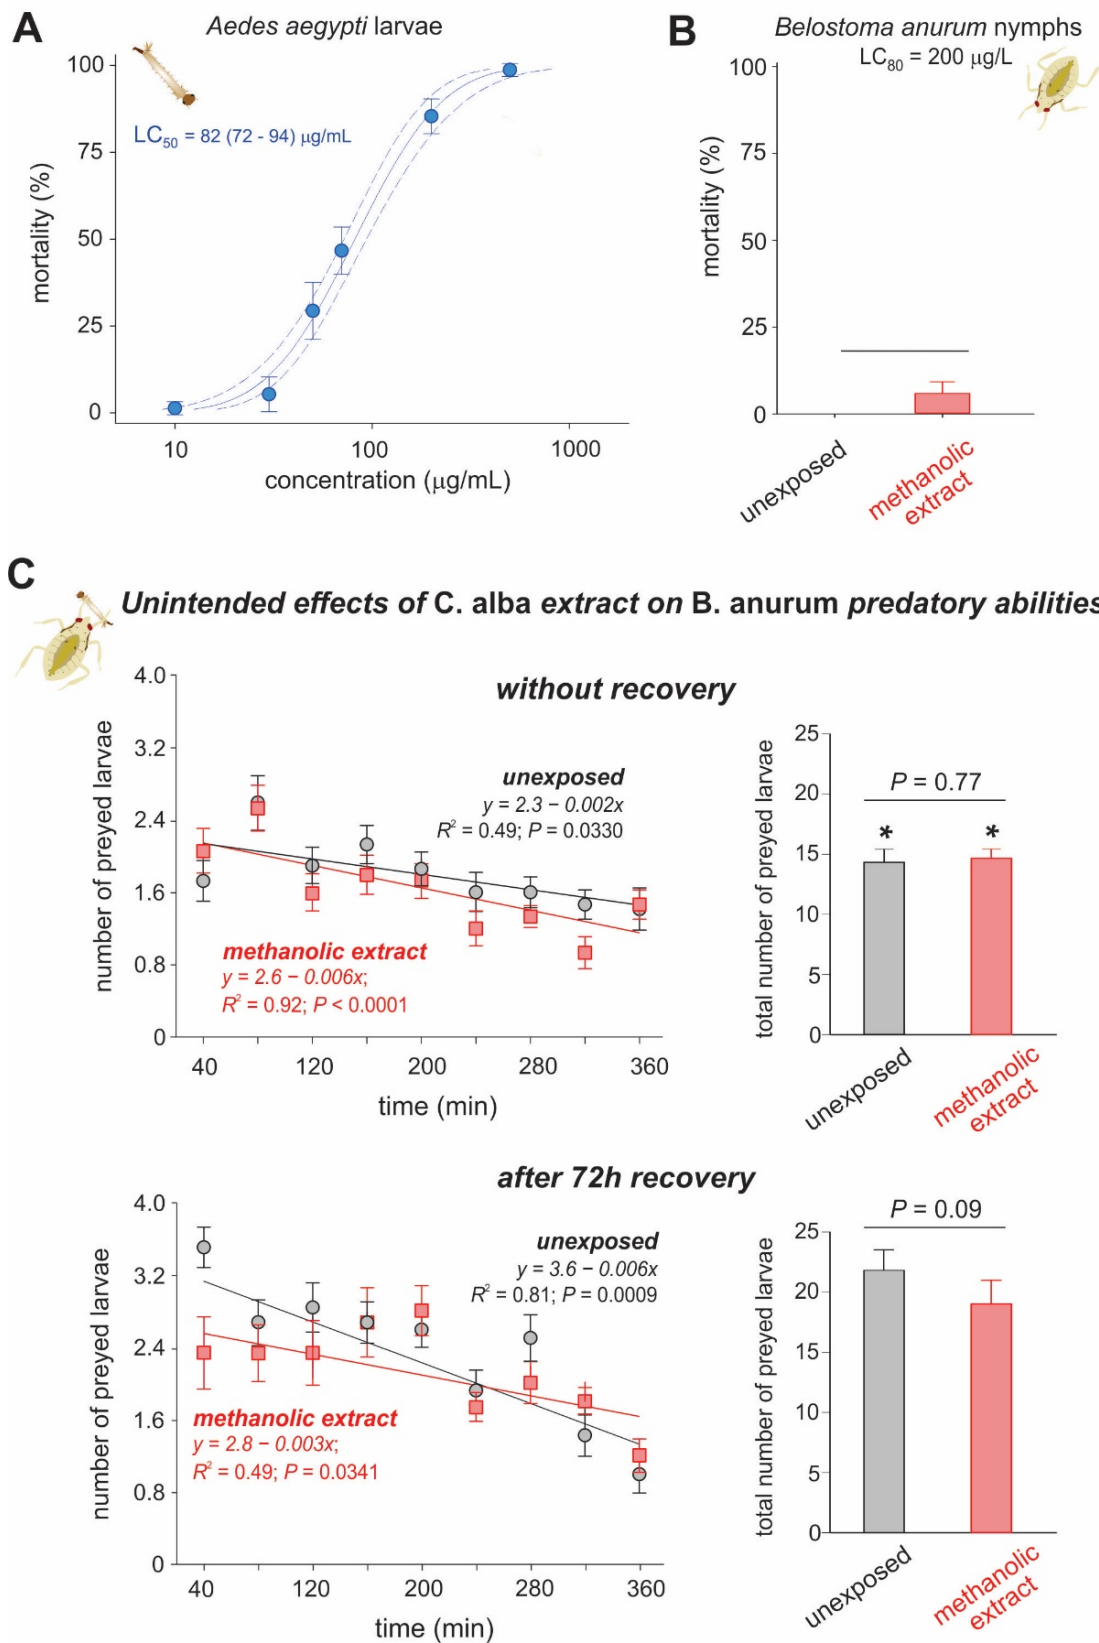 A
Aedes aegypti larvae
LC50 = 82 (72 - 94) μg/mL
mortality (%)
100
75
50
25
0
10
100
1000
concentration (μg/mL)
B
Belostoma anurum nymphs
LC80 = 200 μg/L
mortality (%)
100
75
50
25
0
unexposed
methanolic
extract
C
Unintended effects of C. alba extract on B. anurum predatory abilities
without recovery
number of preyed larvae
4.0
3.2
2.4
1.6
0.8
0
unexposed
y = 2.3 – 0.002x
R² = 0.49; P = 0.0330
methanolic extract
y = 2.6 – 0.006x;
R² = 0.92; P < 0.0001
40
120
200
280
360
time (min)
total number of preyed larvae
25
20
15
10
5
0
P = 0.77
*
*
unexposed
methanolic
extract
after 72h recovery
number of preyed larvae
4.0
3.2
2.4
1.6
0.8
0
unexposed
y = 3.6 – 0.006x
R² = 0.81; P = 0.0009
methanolic extract
y = 2.8 – 0.003x;
R² = 0.49; P = 0.0341
40
120
200
280
360
time (min)
total number of preyed larvae
25
20
15
10
5
0
P = 0.09
unexposed
methanolic
extract